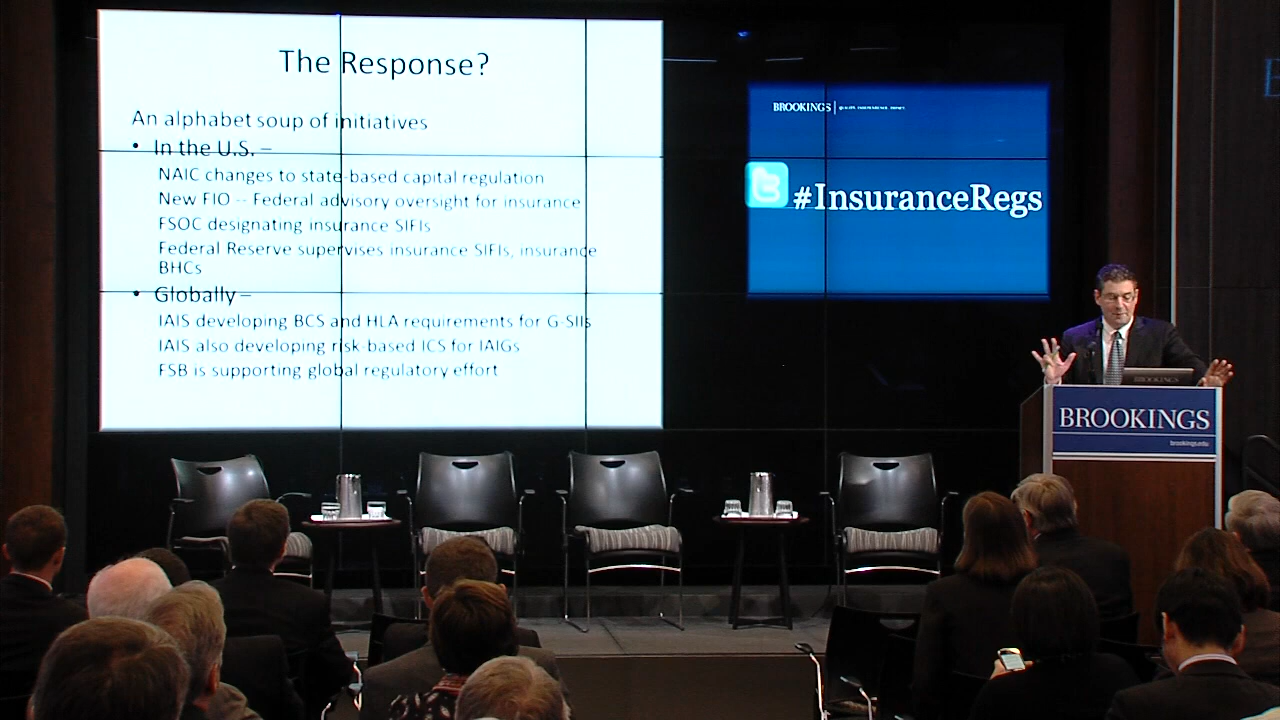 The Response?
An alphabet soup of initiatives
• In the U.S. –
NAIC changes to state-based capital regulation
New FIO -- Federal advisory oversight for insurance
FSOC designating insurance SIFIs
Federal Reserve supervises insurance SIFIs, insurance
BHCs
• Globally –
IAIS developing BCS and HLA requirements for G-SIIs
IAIS also developing risk-based ICS for IAIGs
FSB is supporting global regulatory effort
BROOKINGS
QUALITY. INDEPENDENCE. IMPACT.
#InsuranceRegs
BROOKINGS
BROOKINGS
brookings.edu